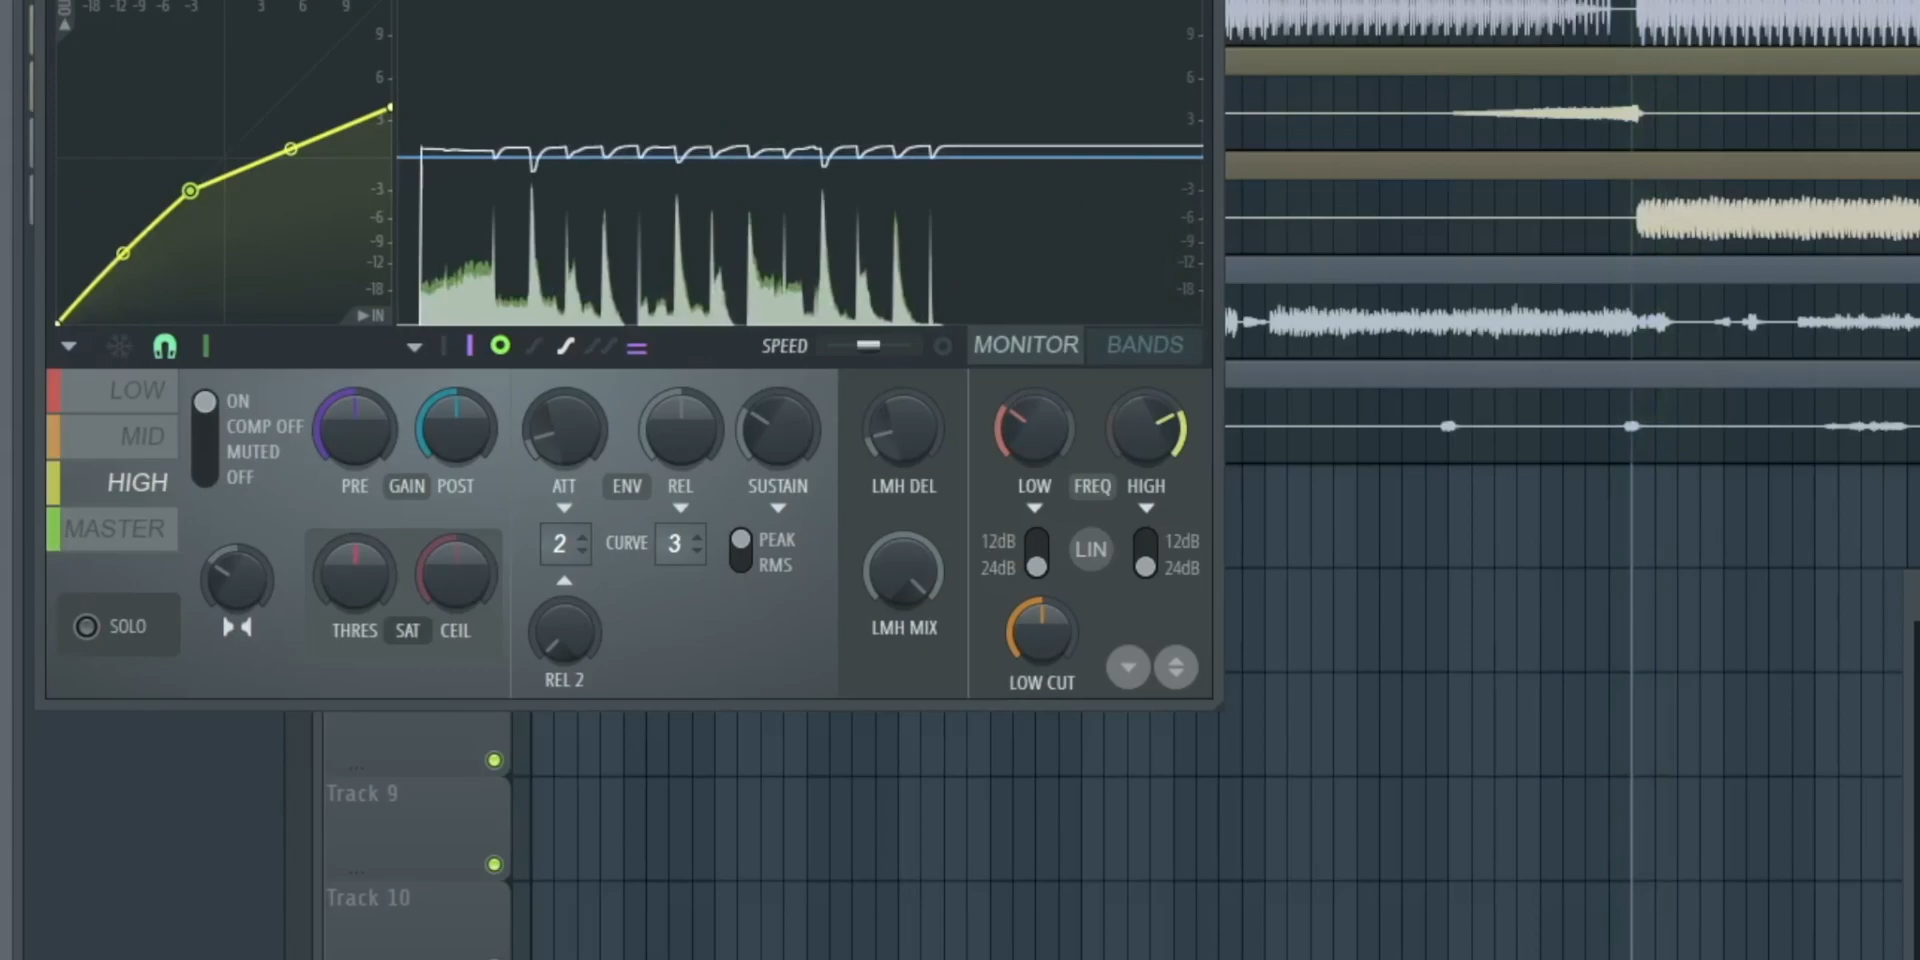 -18 -12 -9 -6 -3 3 6 9
9 9
6 6
3 3
-3 -3
-6 -6
-9 -9
-12 -12
-18 -18
IN
SPEED MONITOR BANDS
LOW
MID
HIGH
MASTER
ON
COMP OFF
MUTED
OFF
PRE GAIN POST ATT ENV REL SUSTAIN LMH DEL LOW FREQ HIGH
2 CURVE 3 PEAK
RMS
12dB LIN 12dB
24dB 24dB
SOLO THRES SAT CEIL LMH MIX
REL 2 LOW CUT
...
Track 9
...
Track 10